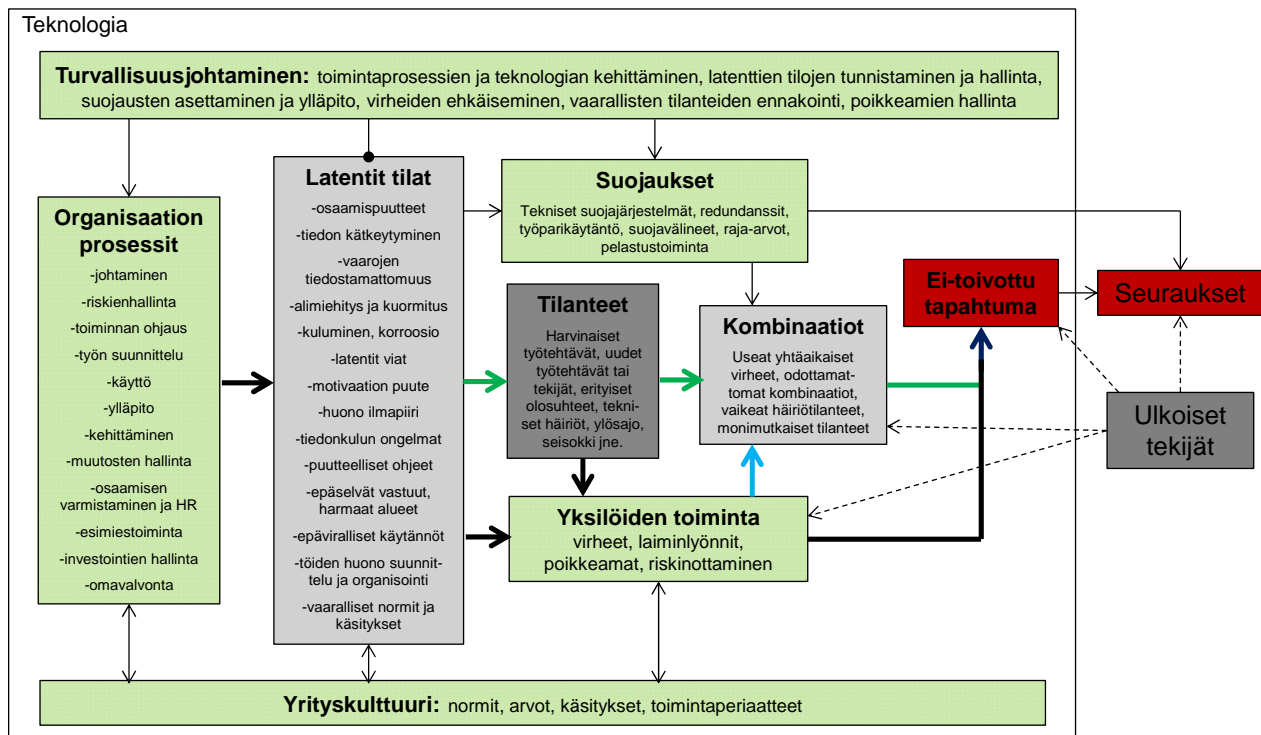 Teknologia
Turvallisuusjohtaminen: toimintaprosessien ja teknologian kehittäminen, latenttien tilojen tunnistaminen ja hallinta,
suojausten asettaminen ja ylläpito, virheiden ehkäiseminen, vaarallisten tilanteiden ennakointi, poikkeamien hallinta
Organisaation
prosessit
-johtaminen
-riskienhallinta
-toiminnan ohjaus
-työn suunnittelu
-käyttö
-ylläpito
-kehittäminen
-muutosten hallinta
-osaamisen
varmistaminen ja HR
-esimiestoiminta
-investointien hallinta
-omavalvonta
Latentit tilat
-osaamispuutteet
-tiedon kätkeytyminen
-vaarojen
tiedostamattomuus
-alimiehitys ja kuormitus
-kuluminen, korroosio
-latentit viat
-motivaation puute
-huono ilmapiiri
-tiedonkulun ongelmat
-puutteelliset ohjeet
-epäselvät vastuut,
harmaat alueet
-epäviralliset käytännöt
-töiden huono suunnit-
telu ja organisointi
-vaaralliset normit ja
käsitykset
Suojaukset
Tekniset suojajärjestelmät, redundanssit,
työparikäytäntö, suojavälineet, raja-arvot,
pelastustoiminta
Tilanteet
Harvinaiset
työtehtävät, uudet
työtehtävät tai
tekijät, erityiset
olosuhteet, tekni-
set häiriöt, ylösajo,
seisokki jne.
Kombinaatiot
Useat yhtäaikaiset
virheet, odottamat-
tomat kombinaatiot,
vaikeat häiriötilanteet,
monimutkaiset tilanteet
Yksilöiden toiminta
virheet, laiminlyönnit,
poikkeamat, riskinottaminen
Ei-toivottu
tapahtuma
Seuraukset
Ulkoiset
tekijät
Yrityskulttuuri: normit, arvot, käsitykset, toimintaperiaatteet